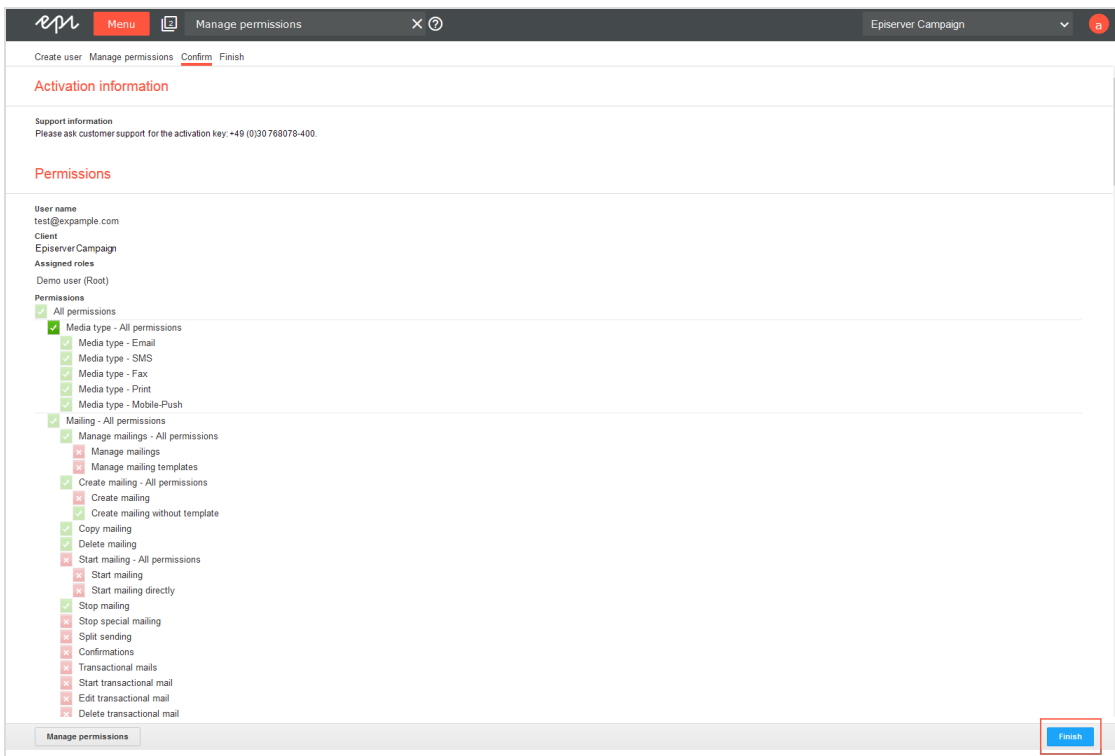 epi Menu 2 Manage permissions Episerver Campaign a
Create user Manage permissions Confirm Finish
Activation information
Support information
Please ask customer support for the activation key: +49 (0)30 768078-400.
Permissions
User name
test@expample.com
Client
Episerver Campaign
Assigned roles
Demo user (Root)
Permissions
All permissions
Media type - All permissions
Media type - Email
Media type - SMS
Media type - Fax
Media type - Print
Media type - Mobile-Push
Mailing - All permissions
Manage mailings - All permissions
Manage mailings
Manage mailing templates
Create mailing - All permissions
Create mailing
Create mailing without template
Copy mailing
Delete mailing
Start mailing - All permissions
Start mailing
Start mailing directly
Stop mailing
Stop special mailing
Split sending
Confirmations
Transactional mails
Start transactional mail
Edit transactional mail
Delete transactional mail
Manage permissions Finish